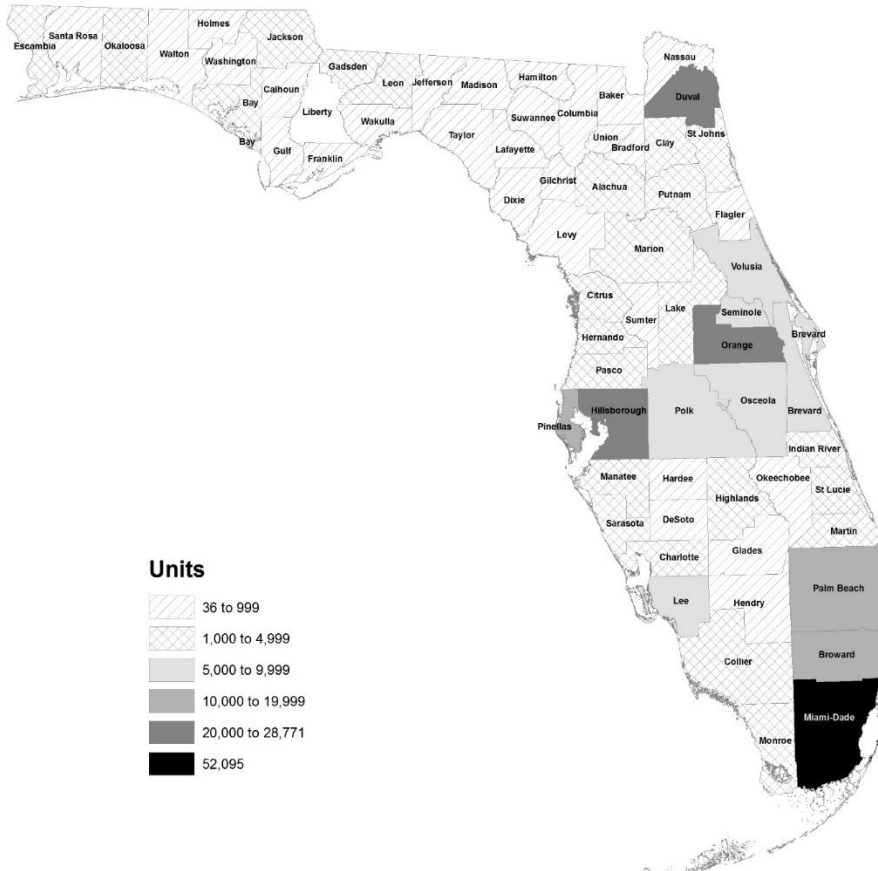 Holmes
Jackson
Santa Rosa
Escambia
Okaloosa
Walton
Washington
Gadsden
Nassau
Leon
Jefferson
Madison
Hamilton
Calhoun
Baker
Duval
Bay
Liberty
Suwannee
Columbia
Wakulla
Taylor
Union
Bradford
St Johns
Clay
Bay
Gulf
Franklin
Lafayette
Gilchrist
Alachua
Putnam
Dixie
Flagler
Levy
Marion
Volusia
Citrus
Sumter
Lake
Seminole
Brevard
Hernando
Orange
Pasco
Osceola
Pinellas
Hillsborough
Polk
Brevard
Indian River
Manatee
Hardee
Okeechobee
Highlands
St Lucie
Sarasota
DeSoto
Martin
Charlotte
Glades
Lee
Hendry
Palm Beach
Collier
Broward
Miami-Dade
Monroe
Units
36 to 999
1,000 to 4,999
5,000 to 9,999
10,000 to 19,999
20,000 to 28,771
52,095